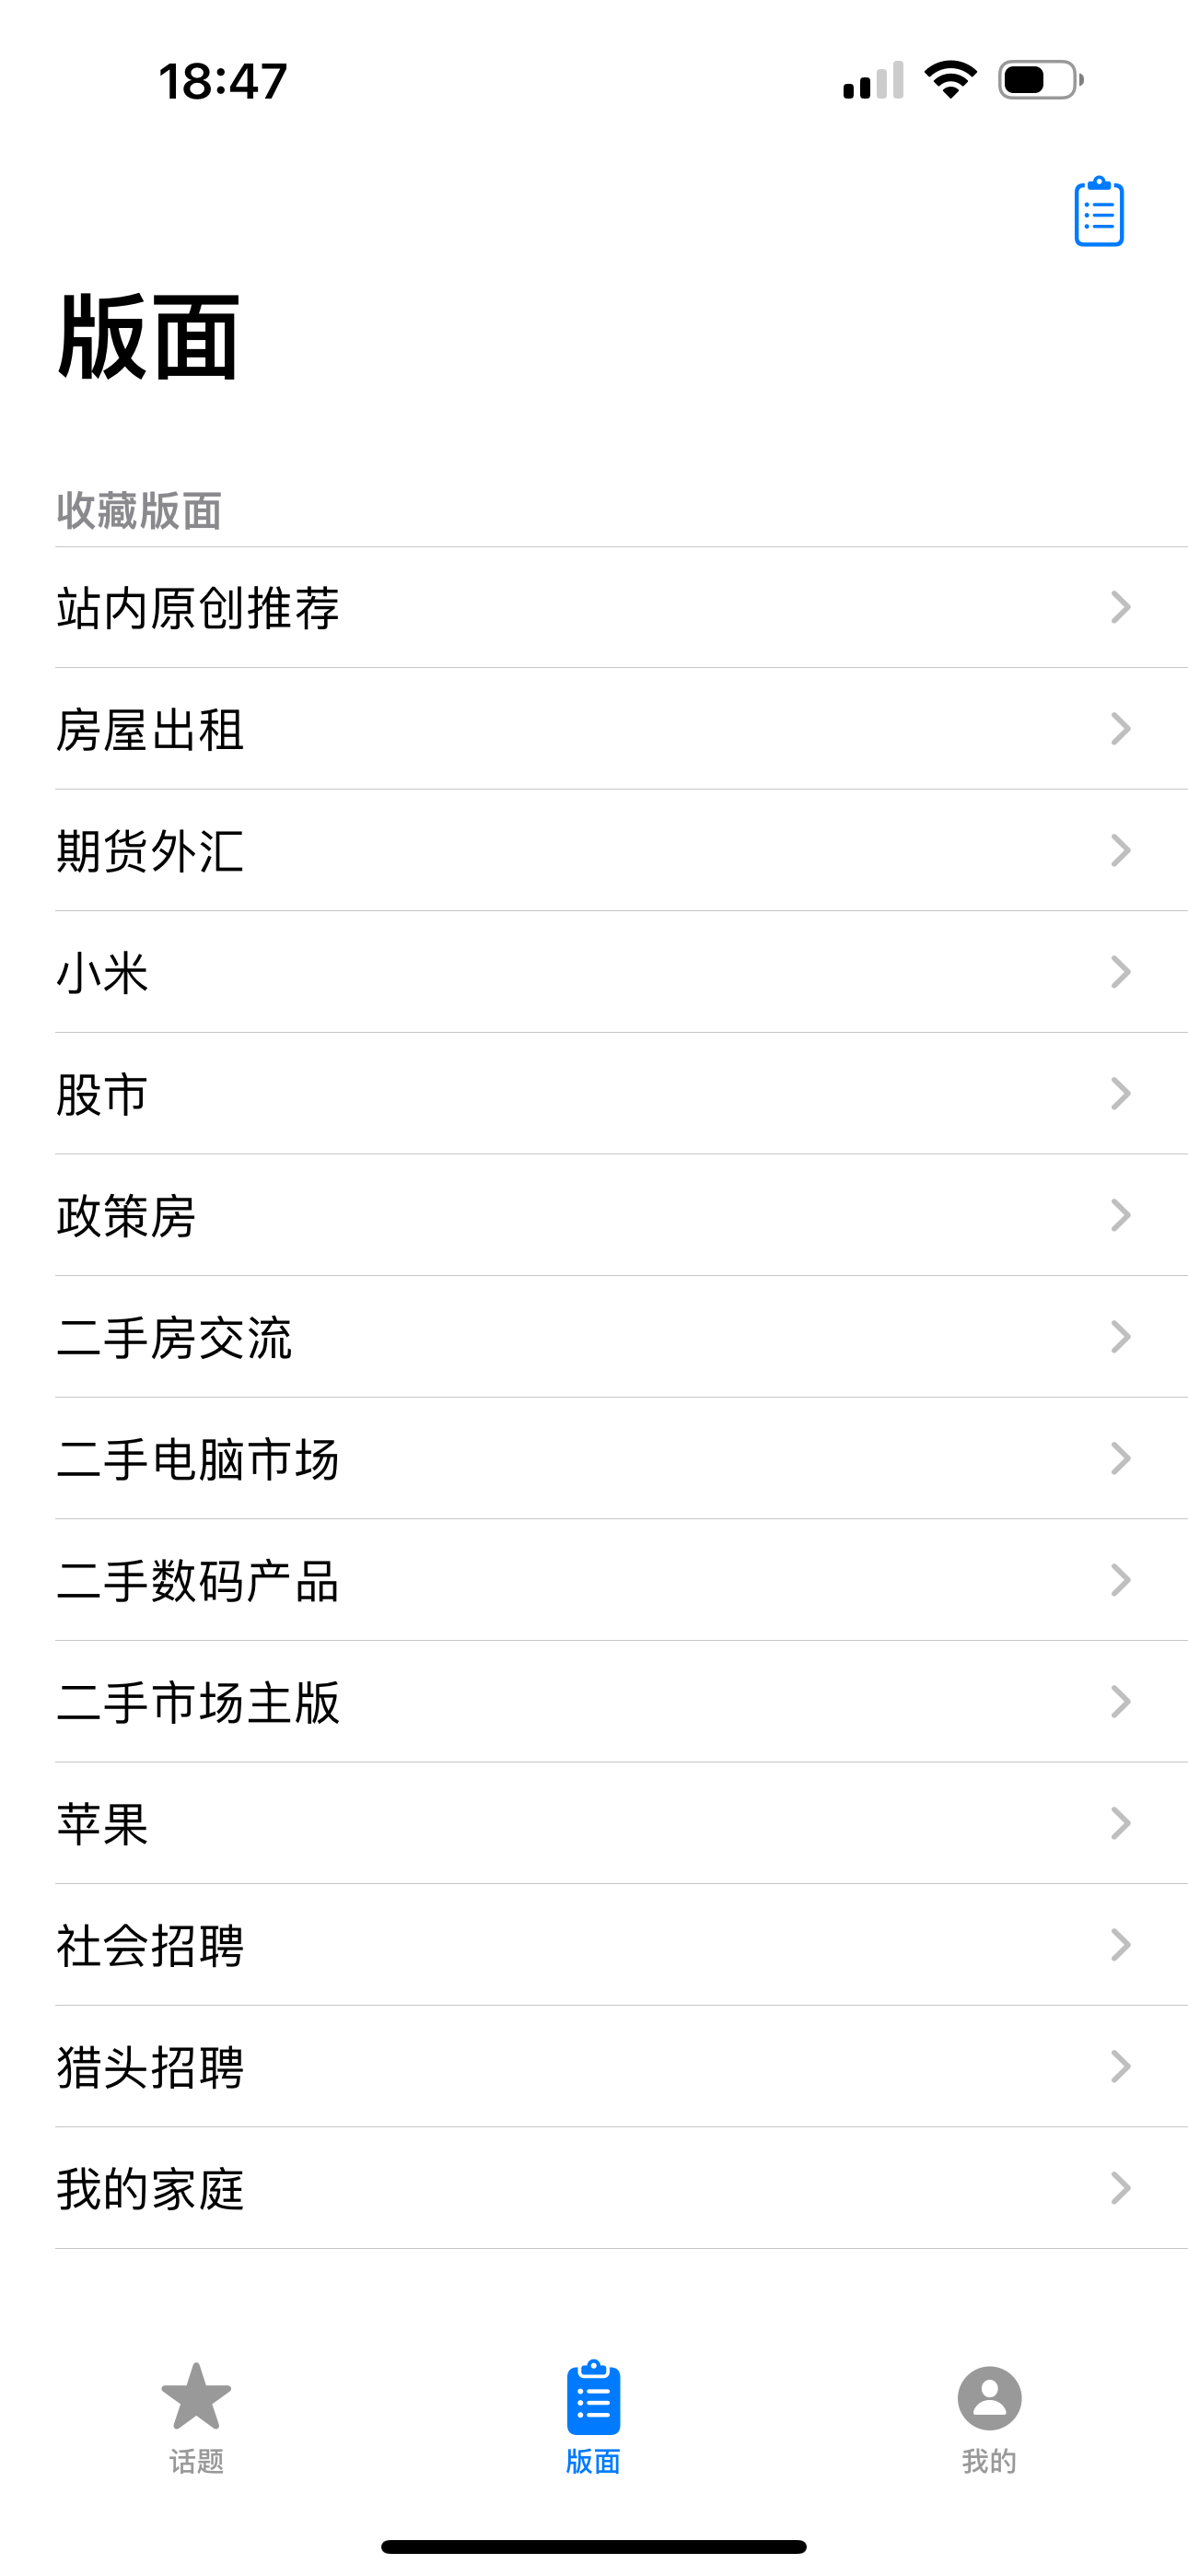 18:47
版面
收藏版面
站内原创推荐
房屋出租
期货外汇
小米
股市
政策房
二手房交流
二手电脑市场
二手数码产品
二手市场主版
苹果
社会招聘
猎头招聘
我的家庭
话题
版面
我的